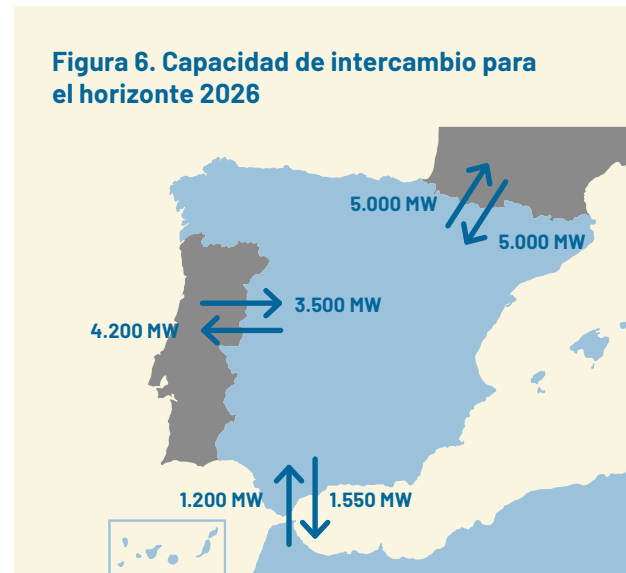 Figura 6. Capacidad de intercambio para
el horizonte 2026
5.000 MW
5.000 MW
3.500 MW
4.200 MW
1.200 MW
1.550 MW